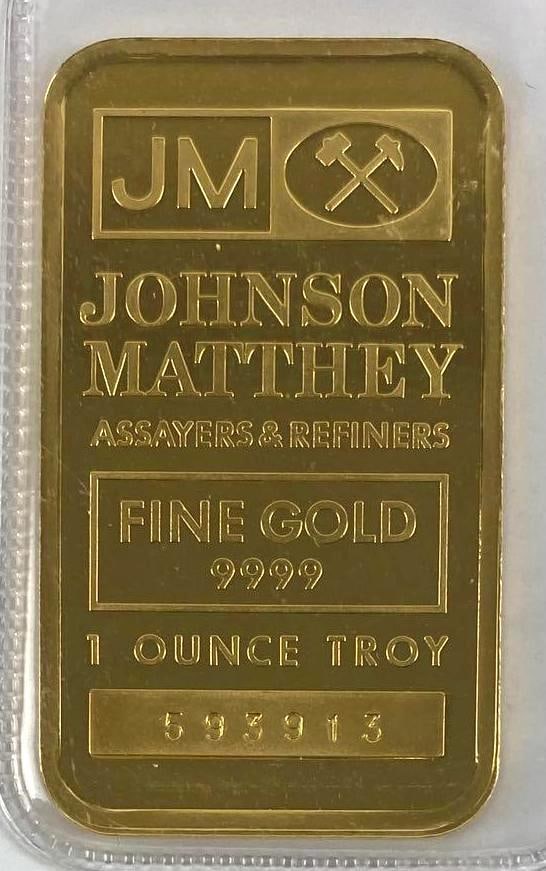 JM
JOHNSON
MATTHEY
ASSAYERS & REFINERS
FINE GOLD
9999
1 OUNCE TROY
593913